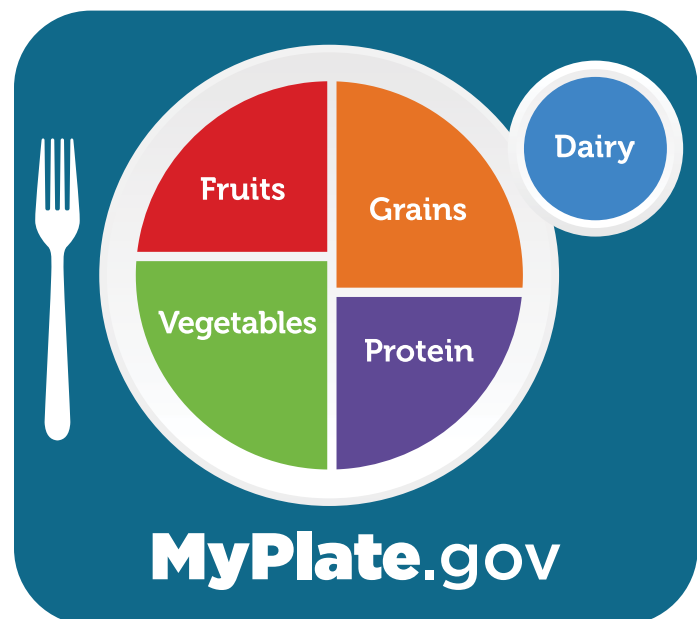 Dairy
Fruits
Grains
Vegetables
Protein
MyPlate.gov